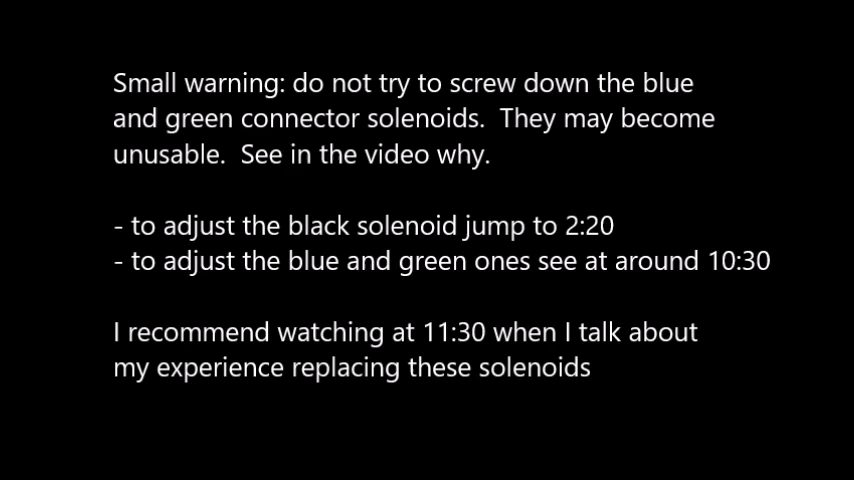 Small warning: do not try to screw down the blue
and green connector solenoids.  They may become
unusable.  See in the video why.
- to adjust the black solenoid jump to 2:20
- to adjust the blue and green ones see at around 10:30
I recommend watching at 11:30 when I talk about
my experience replacing these solenoids